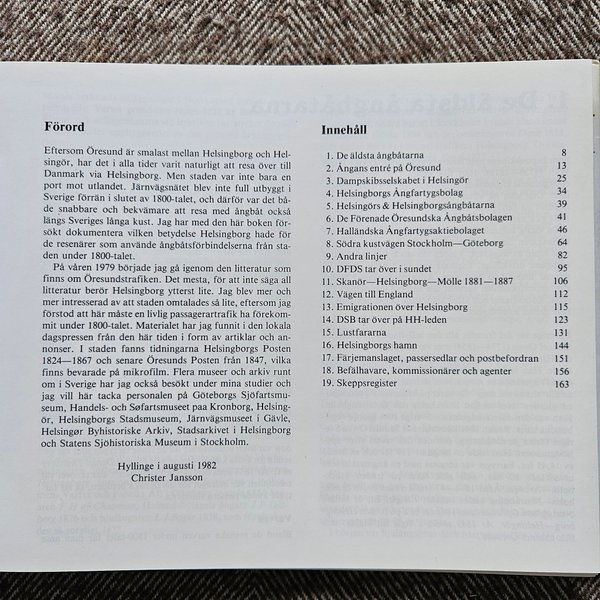 Förord
Eftersom Öresund är smalast mellan Helsingborg och Hel-
singör, har det i alla tider varit naturligt att resa över till
Danmark via Helsingborg. Men staden var inte bara en
port mot utlandet. Järnvägsnätet blev inte full utbyggt i
Sverige förrän i slutet av 1800-talet, och därför var det bå-
de snabbare och bekvämare att resa med ångbåt också
längs Sveriges långa kust. Jag har med den här boken för-
sökt dokumentera vilken betydelse Helsingborg hade för
de resenärer som använde ångbåtsförbindelserna från sta-
den under 1800-talet.
På våren 1979 började jag gå igenom den litteratur som
finns om Öresundstrafiken. Det mesta, för att inte säga all
litteratur berör Helsingborg ytterst lite. Jag blev mer och
mer intresserad av att staden omtalades så lite, eftersom jag
förstod att här måste en livlig passagerartrafik ha förekom-
mit under 1800-talet. Materialet har jag funnit i den lokala
dagspressen från den här tiden i form av artiklar och an-
nonser. I staden fanns tidningarna Helsingborgs Posten
1824—1867 och senare Öresunds Posten från 1847, vilka
finns bevarade på mikrofilm. Flera museer och arkiv runt
om i Sverige har jag också besökt under mina studier och
jag vill här tacka personalen på Göteborgs Sjöfartsmu-
seum, Handels- och Søfartsmuseet paa Kronborg, Helsing-
ör, Helsingborgs Stadsmuseum, Järnvägsmuseet i Gävle,
Helsingør Byhistoriske Arkiv, Stadsarkivet i Helsingborg
och Statens Sjöhistoriska Museum i Stockholm.
Hyllinge i augusti 1982
Christer Jansson
Innehåll
1. De äldsta ångbåtarna 8
2. Ångans entré på Öresund 13
3. Dampskibsselskabet i Helsingör 25
4. Helsingborgs Ångfartygsbolag 34
5. Helsingörs & Helsingborgsångbåtarna 39
6. De Förenade Öresundska Ångbåtsbolagen 41
7. Halländska Ångfartygsaktiebolaget 46
8. Södra kustvägen Stockholm—Göteborg 64
9. Andra linjer 82
10. DFDS tar över i sundet 95
11. Skanör—Helsingborg—Mölle 1881—1887 106
12. Vägen till England 112
13. Emigrationen över Helsingborg 115
14. DSB tar över på HH-leden 123
15. Lustfararna 131
16. Helsingborgs hamn 144
17. Färjemanslaget, passersedlar och postbefordran 151
18. Befälhavare, kommissionärer och agenter 156
19. Skeppsregister 163